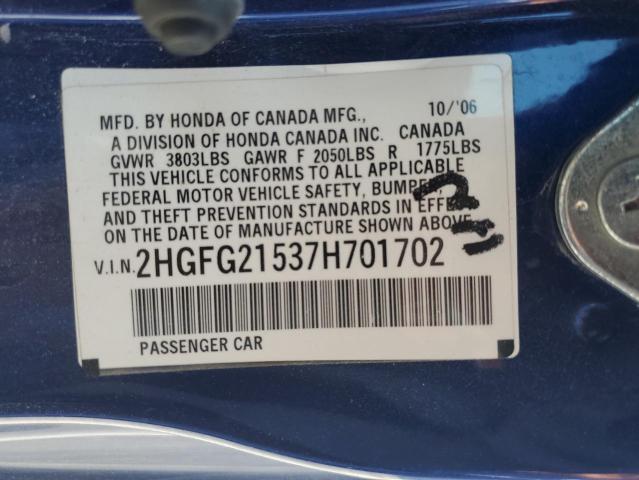 MFD. BY HONDA OF CANADA MFG., 10/'06
A DIVISION OF HONDA CANADA INC. CANADA
GVWR 3803LBS GAWR F 2050LBS R 1775LBS
THIS VEHICLE CONFORMS TO ALL APPLICABLE
FEDERAL MOTOR VEHICLE SAFETY, BUMPER,
AND THEFT PREVENTION STANDARDS IN EFFECT
ON THE DATE OF MANUFACTURE SHOWN ABOVE.
V.I.N. 2HGFG21537H701702
PASSENGER CAR